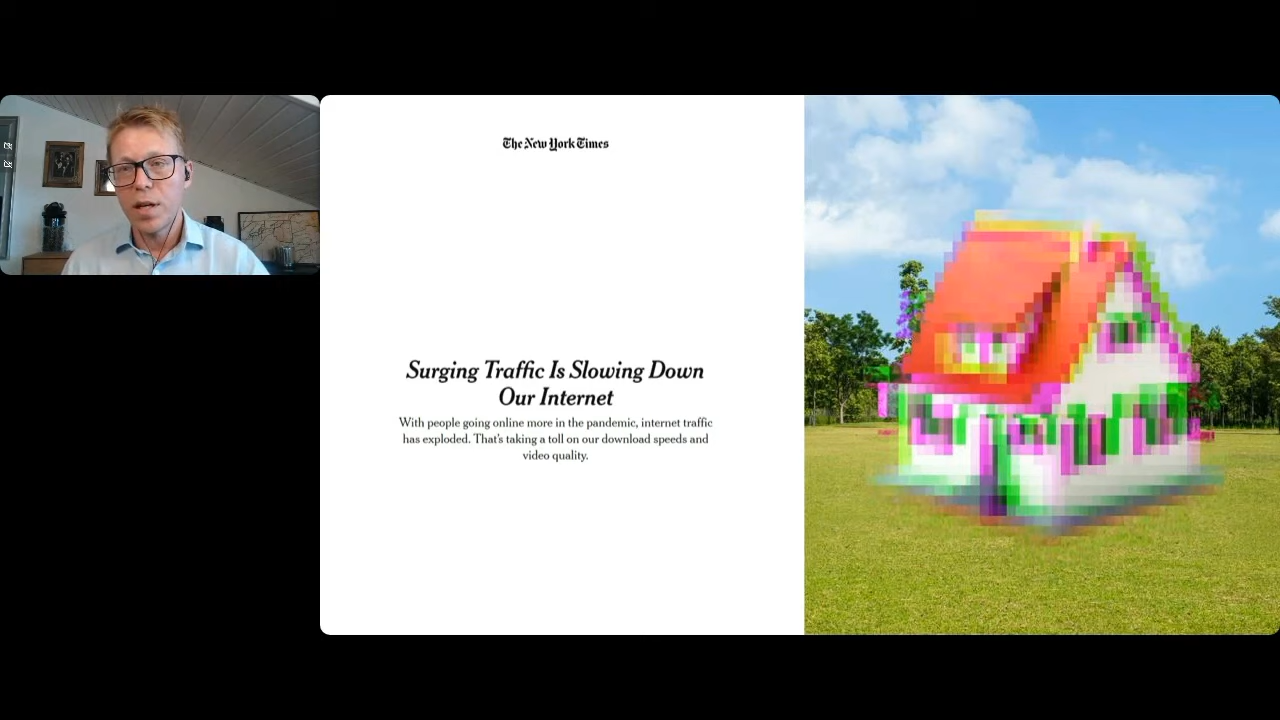 The New York Times
Surging Traffic Is Slowing Down
Our Internet
With people going online more in the pandemic, internet traffic
has exploded. That's taking a toll on our download speeds and
video quality.